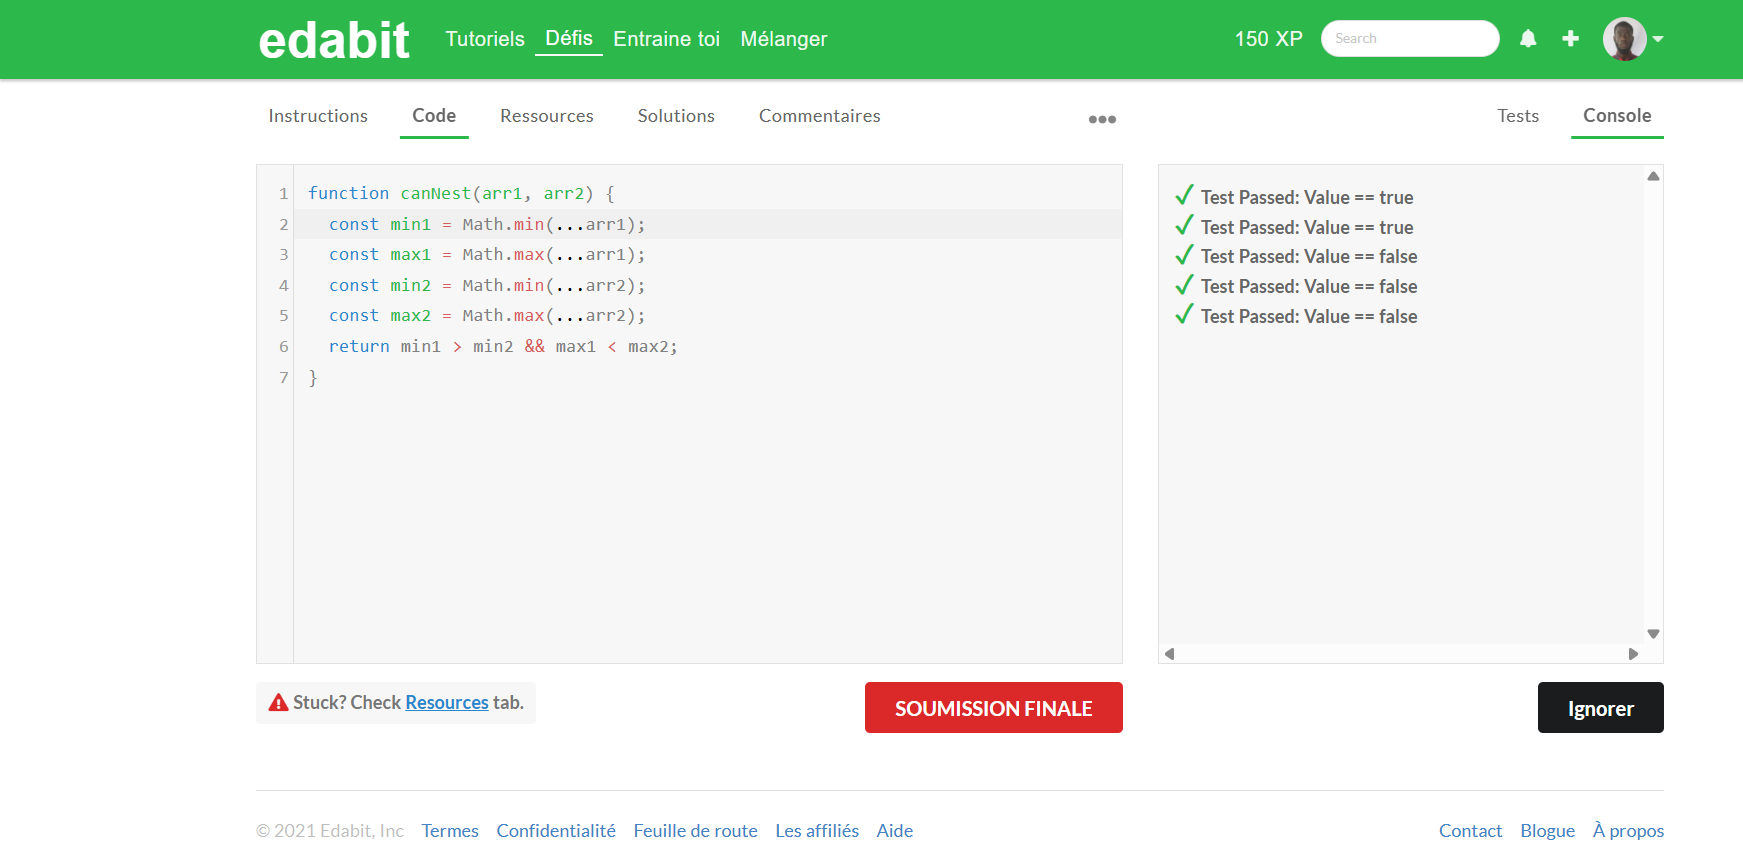 edabit Tutoriels Défis Entraine toi Mélanger 150 XP Search
Instructions Code Ressources Solutions Commentaires Tests Console
1 function canNest(arr1, arr2) {
2 const min1 = Math.min(...arr1);
3 const max1 = Math.max(...arr1);
4 const min2 = Math.min(...arr2);
5 const max2 = Math.max(...arr2);
6 return min1 > min2 && max1 < max2;
7 }
Test Passed: Value == true
Test Passed: Value == true
Test Passed: Value == false
Test Passed: Value == false
Test Passed: Value == false
Stuck? Check Resources tab.
SOUMISSION FINALE
Ignorer
© 2021 Edabit, Inc Termes Confidentialité Feuille de route Les affiliés Aide Contact Blogue À propos